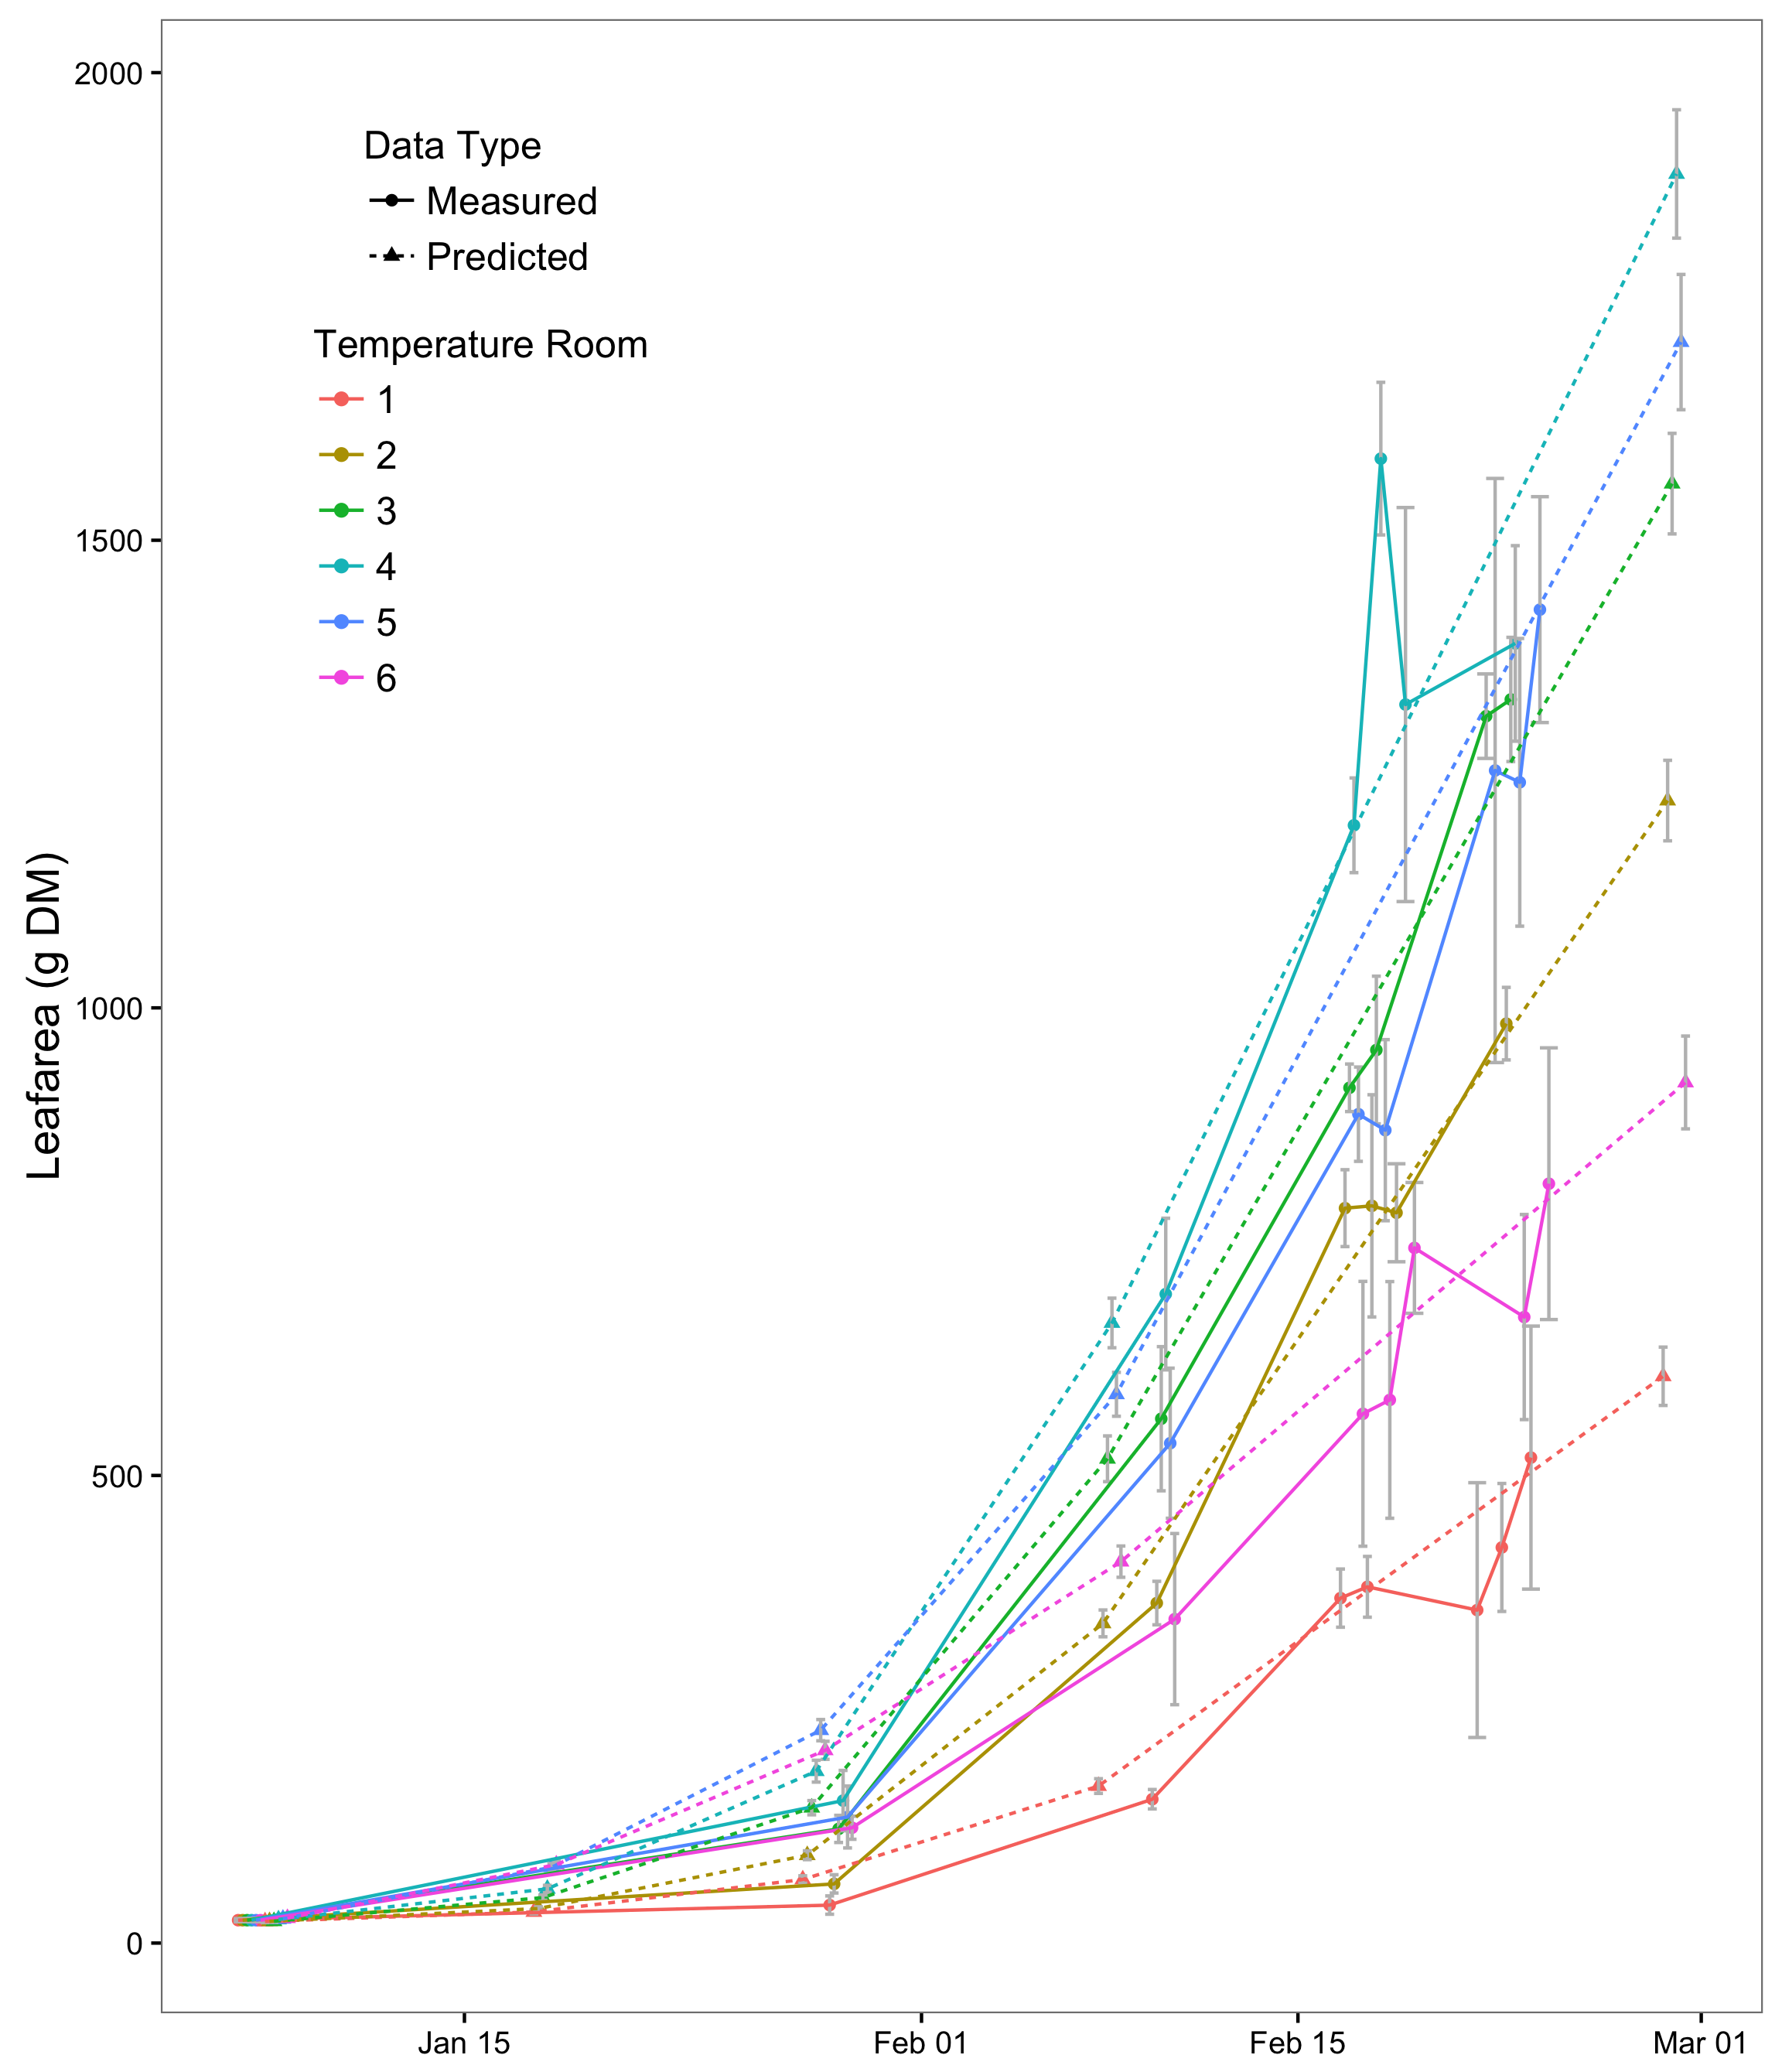 2000
1500
1000
500
0
Leafarea (g DM)
Data Type
Measured
Predicted
Temperature Room
1
2
3
4
5
6
Jan 15
Feb 01
Feb 15
Mar 01